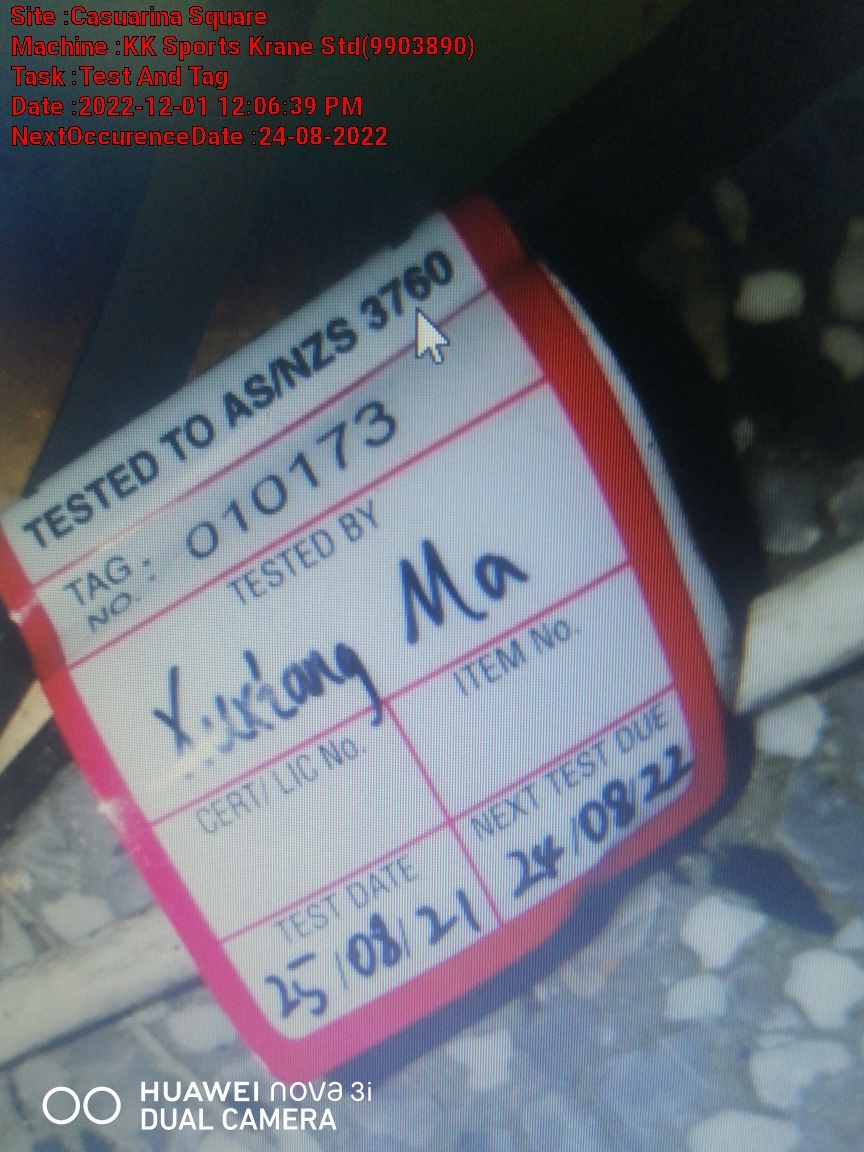 Site :Casuarina Square
Machine :KK Sports Krane Std(9903890)
Task :Test And Tag
Date :2022-12-01 12:06:39 PM
NextOccurenceDate :24-08-2022
TESTED TO AS/NZS 3760
TAG NO. : 010173
TESTED BY
Ma
CERT/ LIC No.
ITEM No.
TEST DATE
25/08/21
NEXT TEST DUE
24/08/22
HUAWEI nova 3i
DUAL CAMERA